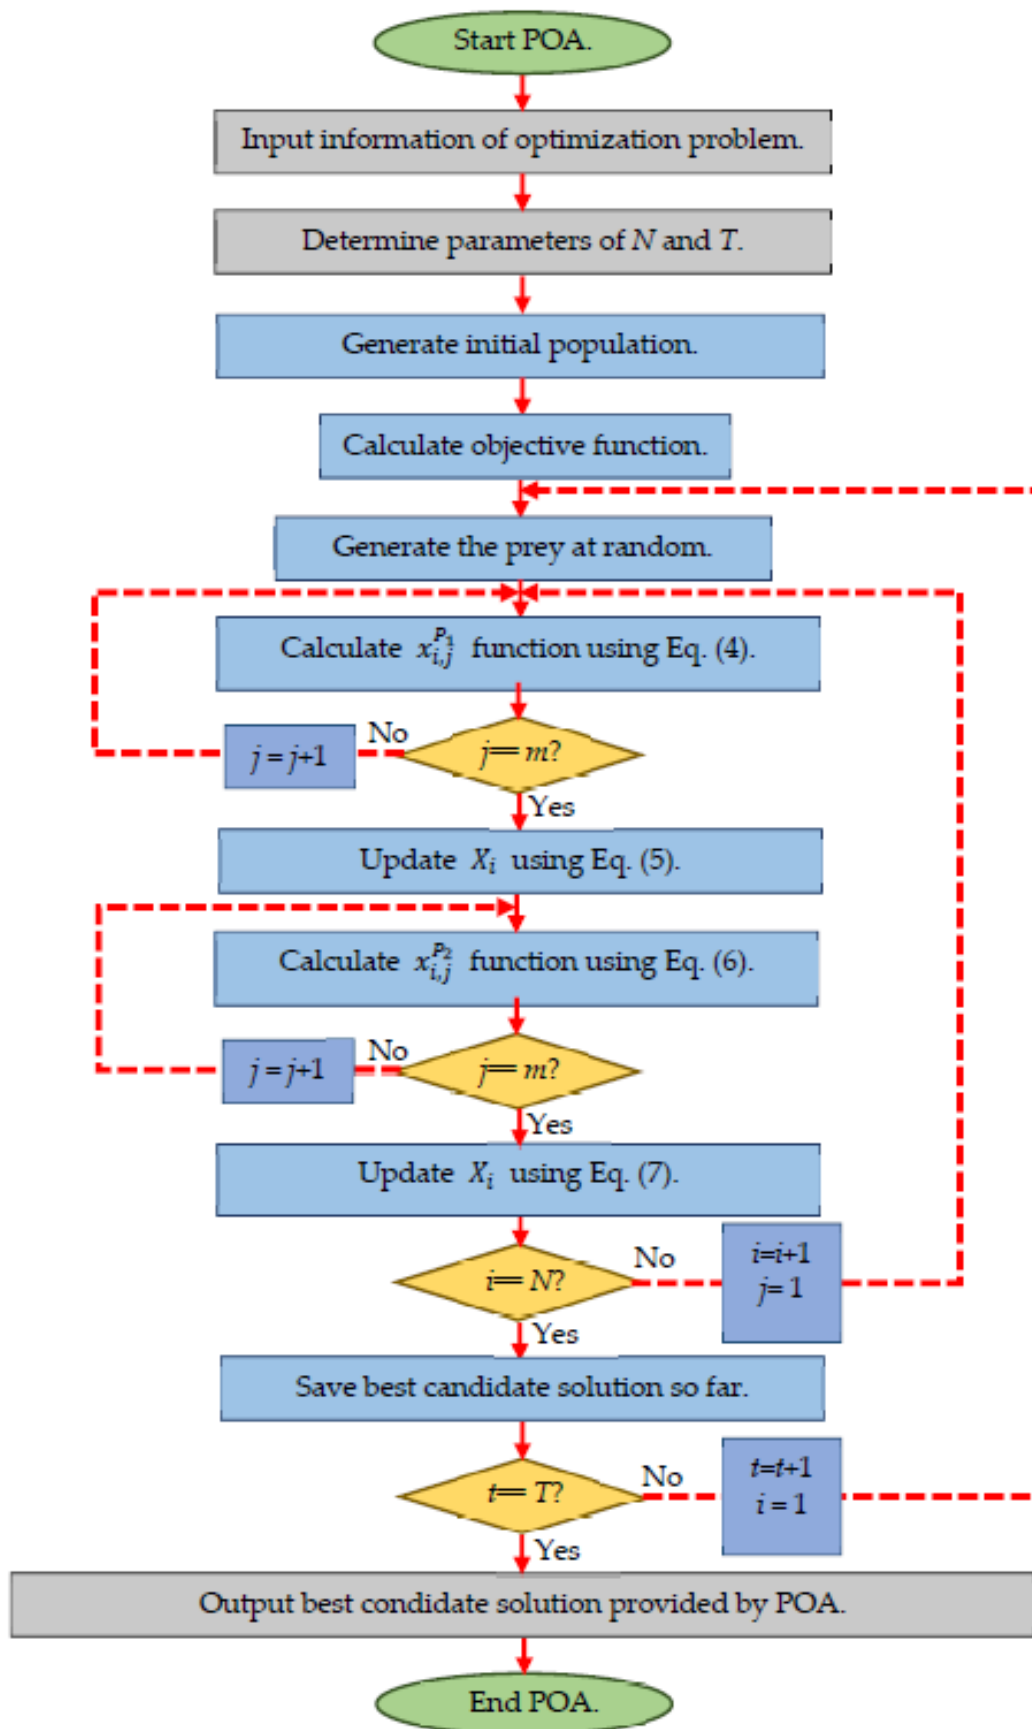 Start POA.
Input information of optimization problem.
Determine parameters of N and T.
Generate initial population.
Calculate objective function.
Generate the prey at random.
Calculate $x_{i,j}^{P_1}$ function using Eq. (4).
j = j+1
No
j== m?
Yes
Update $X_i$ using Eq. (5).
Calculate $x_{i,j}^{P_2}$ function using Eq. (6).
j = j+1
No
j== m?
Yes
Update $X_i$ using Eq. (7).
i== N?
No
i=i+1
j= 1
Yes
Save best candidate solution so far.
t== T?
No
t=t+1
i = 1
Yes
Output best candidate solution provided by POA.
End POA.